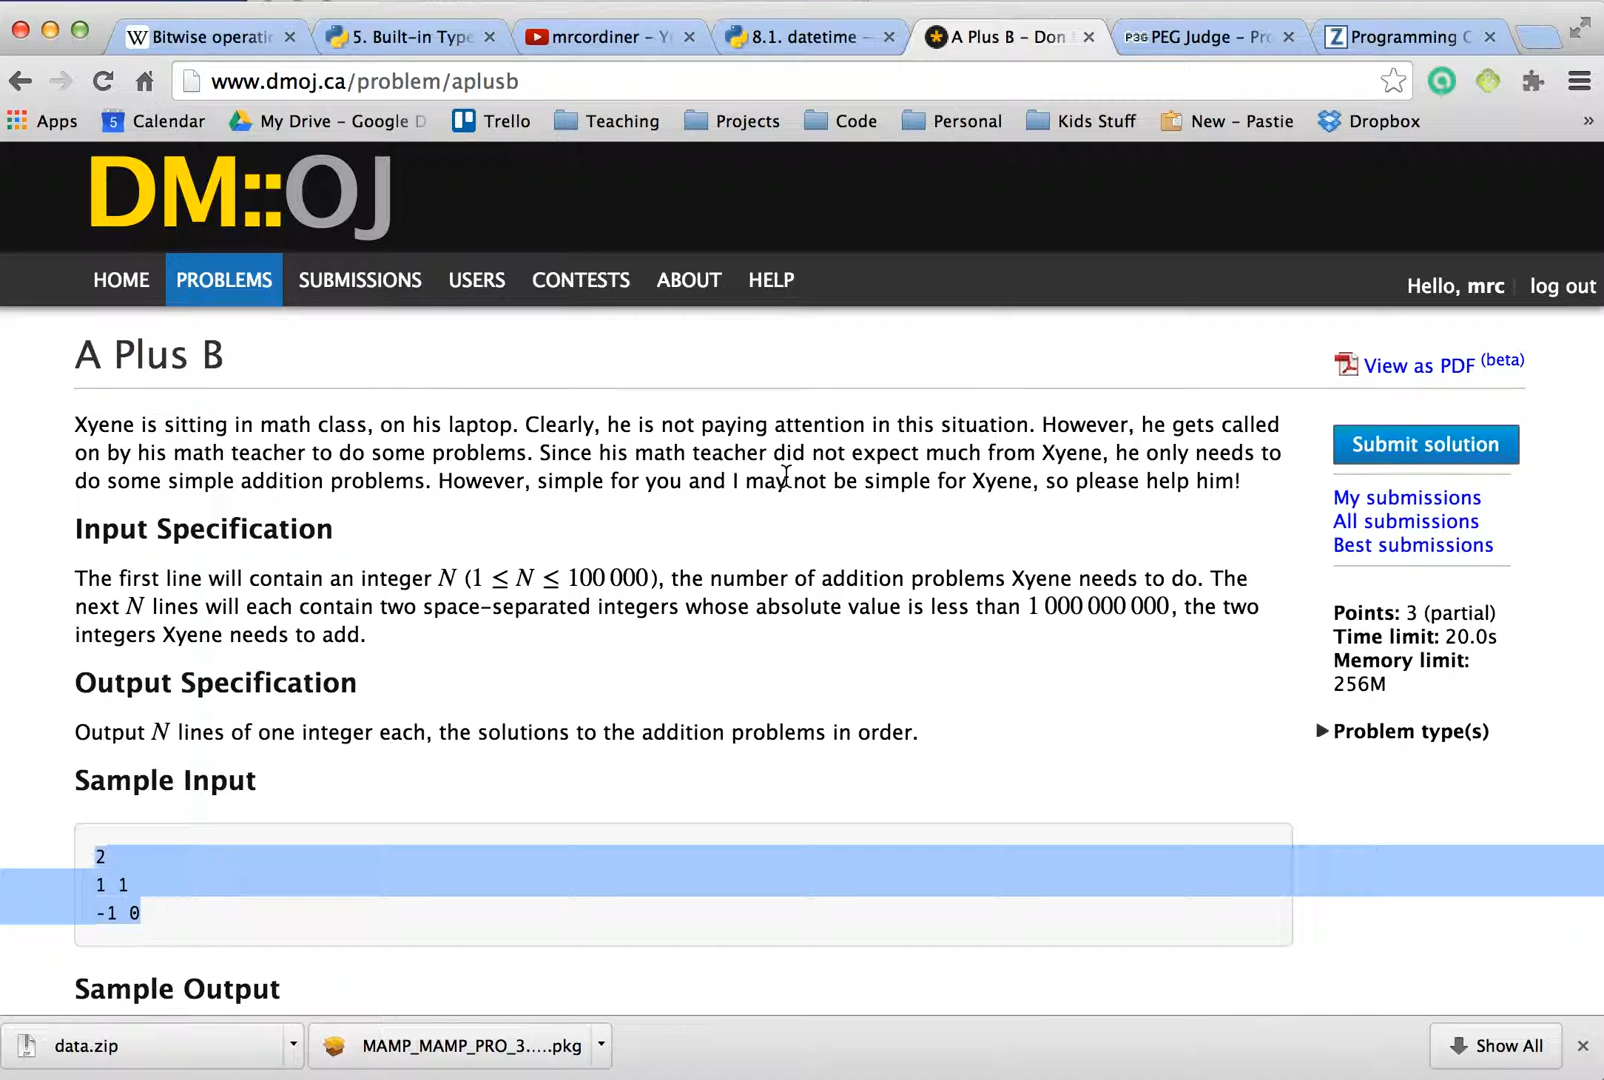 Bitwise operati
5. Built-in Type
mrcordiner – Y
8.1. datetime —
A Plus B – Don
P3G PEG Judge – Pr
Z Programming C
www.dmoj.ca/problem/aplusb
Apps
5 Calendar
My Drive – Google D
Trello
Teaching
Projects
Code
Personal
Kids Stuff
New – Pastie
Dropbox
»
DM::OJ
HOME PROBLEMS SUBMISSIONS USERS CONTESTS ABOUT HELP
Hello, mrc | log out
A Plus B
View as PDF (beta)
Xyene is sitting in math class, on his laptop. Clearly, he is not paying attention in this situation. However, he gets called
on by his math teacher to do some problems. Since his math teacher did not expect much from Xyene, he only needs to
do some simple addition problems. However, simple for you and I may not be simple for Xyene, so please help him!
Submit solution
My submissions
All submissions
Best submissions
Input Specification
The first line will contain an integer N (1 ≤ N ≤ 100 000), the number of addition problems Xyene needs to do. The
next N lines will each contain two space-separated integers whose absolute value is less than 1 000 000 000, the two
integers Xyene needs to add.
Points: 3 (partial)
Time limit: 20.0s
Memory limit:
256M
Output Specification
Output N lines of one integer each, the solutions to the addition problems in order.
Problem type(s)
Sample Input
2
1 1
-1 0
Sample Output
data.zip
MAMP_MAMP_PRO_3.....pkg
Show All